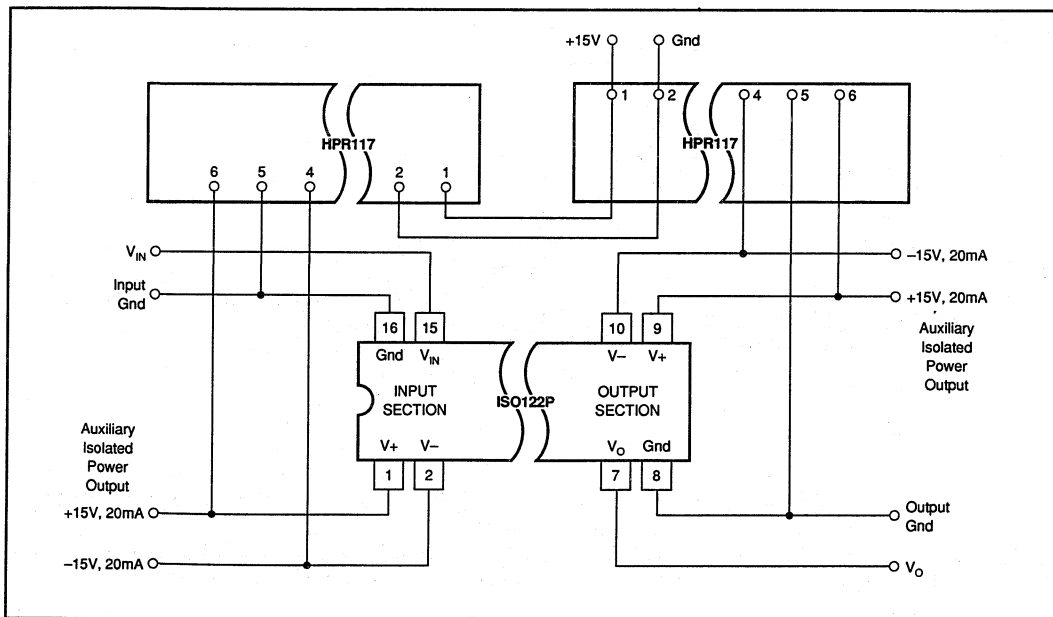 +15V Gnd
1 2 4 5 6
HPR117 HPR117
6 5 4 2 1
V_IN
–15V, 20mA
Input
Gnd
+15V, 20mA
16 15 10 9
Gnd V_IN V– V+
Auxiliary
Isolated
Power
Output
INPUT
SECTION
ISO122P
OUTPUT
SECTION
Auxiliary
Isolated
Power
Output
V+ V– V_O Gnd
1 2 7 8
+15V, 20mA
Output
Gnd
–15V, 20mA
V_O